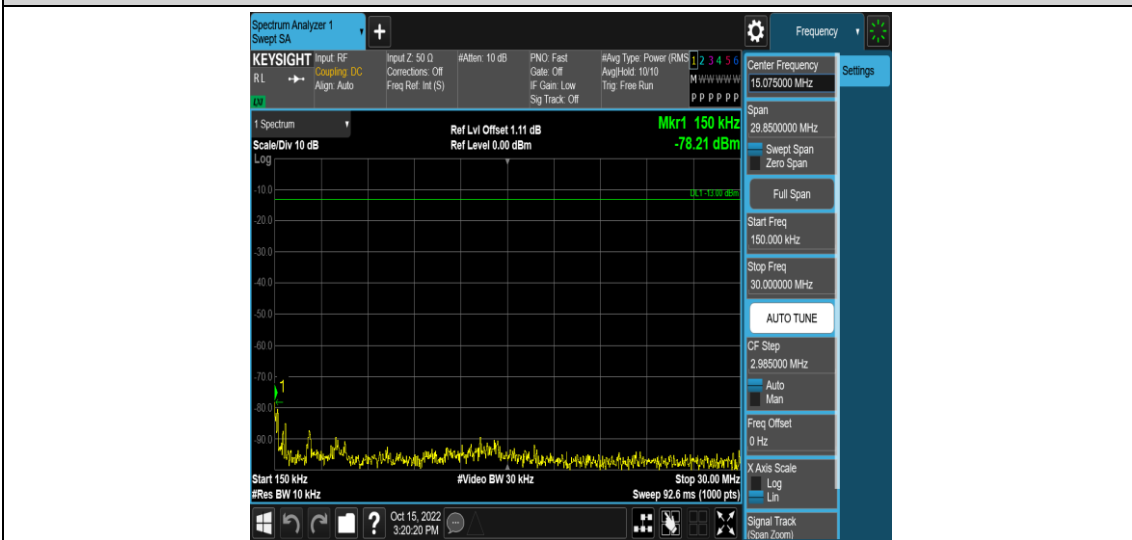 Spectrum Analyzer 1
Swept SA
+
Frequency
KEYSIGHT
RL
LV
Input: RF
Coupling: DC
Align: Auto
Input Z: 50 Ω
Corrections: Off
Freq Ref: Int (S)
#Atten: 10 dB
PNO: Fast
Gate: Off
IF Gain: Low
Sig Track: Off
#Avg Type: Power (RMS
Avg|Hold: 10/10
Trig: Free Run
1 2 3 4 5 6
M W W W W W
P P P P P P
1 Spectrum
Scale/Div 10 dB
Ref Lvl Offset 1.11 dB
Ref Level 0.00 dBm
Mkr1 150 kHz
-78.21 dBm
Log
DL1 -13.00 dBm
-10.0
-20.0
-30.0
-40.0
-50.0
-60.0
-70.0
1
-80.0
-90.0
Start 150 kHz
#Video BW 30 kHz
Stop 30.00 MHz
#Res BW 10 kHz
Sweep 92.6 ms (1000 pts)
Center Frequency
15.075000 MHz
Settings
Span
29.8500000 MHz
Swept Span
Zero Span
Full Span
Start Freq
150.000 kHz
Stop Freq
30.000000 MHz
AUTO TUNE
CF Step
2.985000 MHz
Auto
Man
Freq Offset
0 Hz
X Axis Scale
Log
Lin
Signal Track
(Span Zoom)
?
Oct 15, 2022
3:20:20 PM